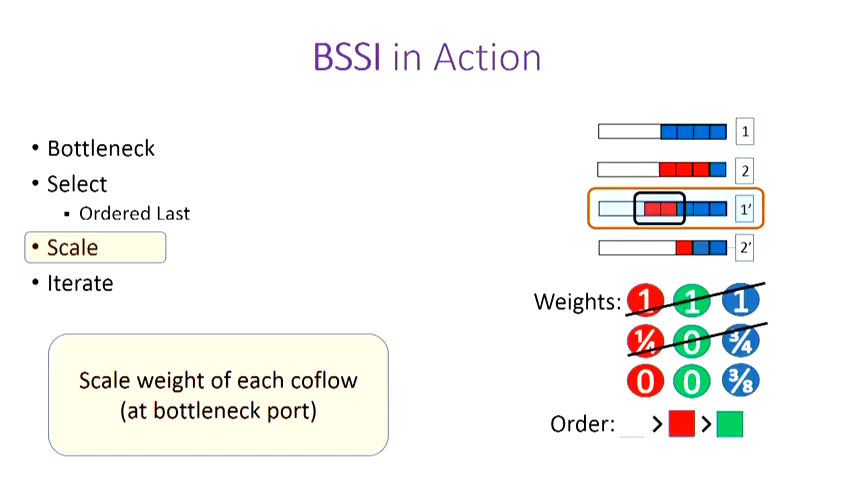 BSSI in Action
• Bottleneck
• Select
▪ Ordered Last
• Scale
• Iterate
Scale weight of each coflow
(at bottleneck port)
1
2
1'
2'
Weights: 1 1 1
¼ 0 ¾
0 0 ⅜
Order: > >